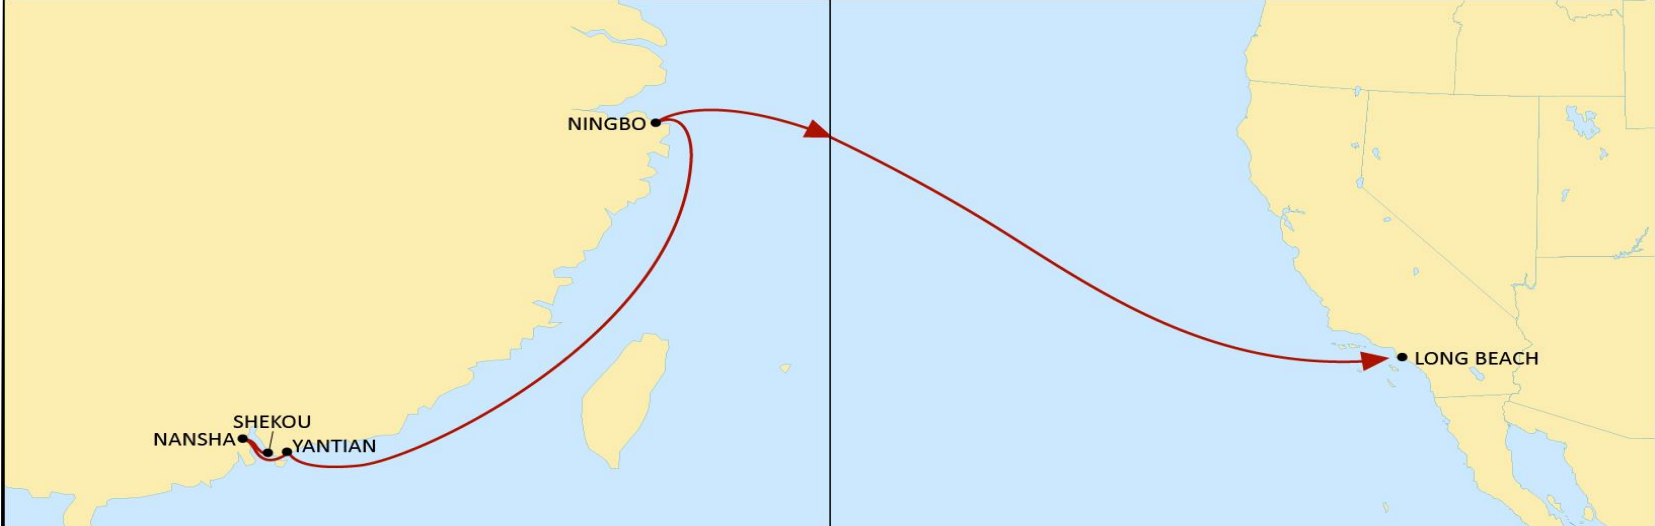 NINGBO
LONG BEACH
SHEKOU
NANSHA
YANTIAN